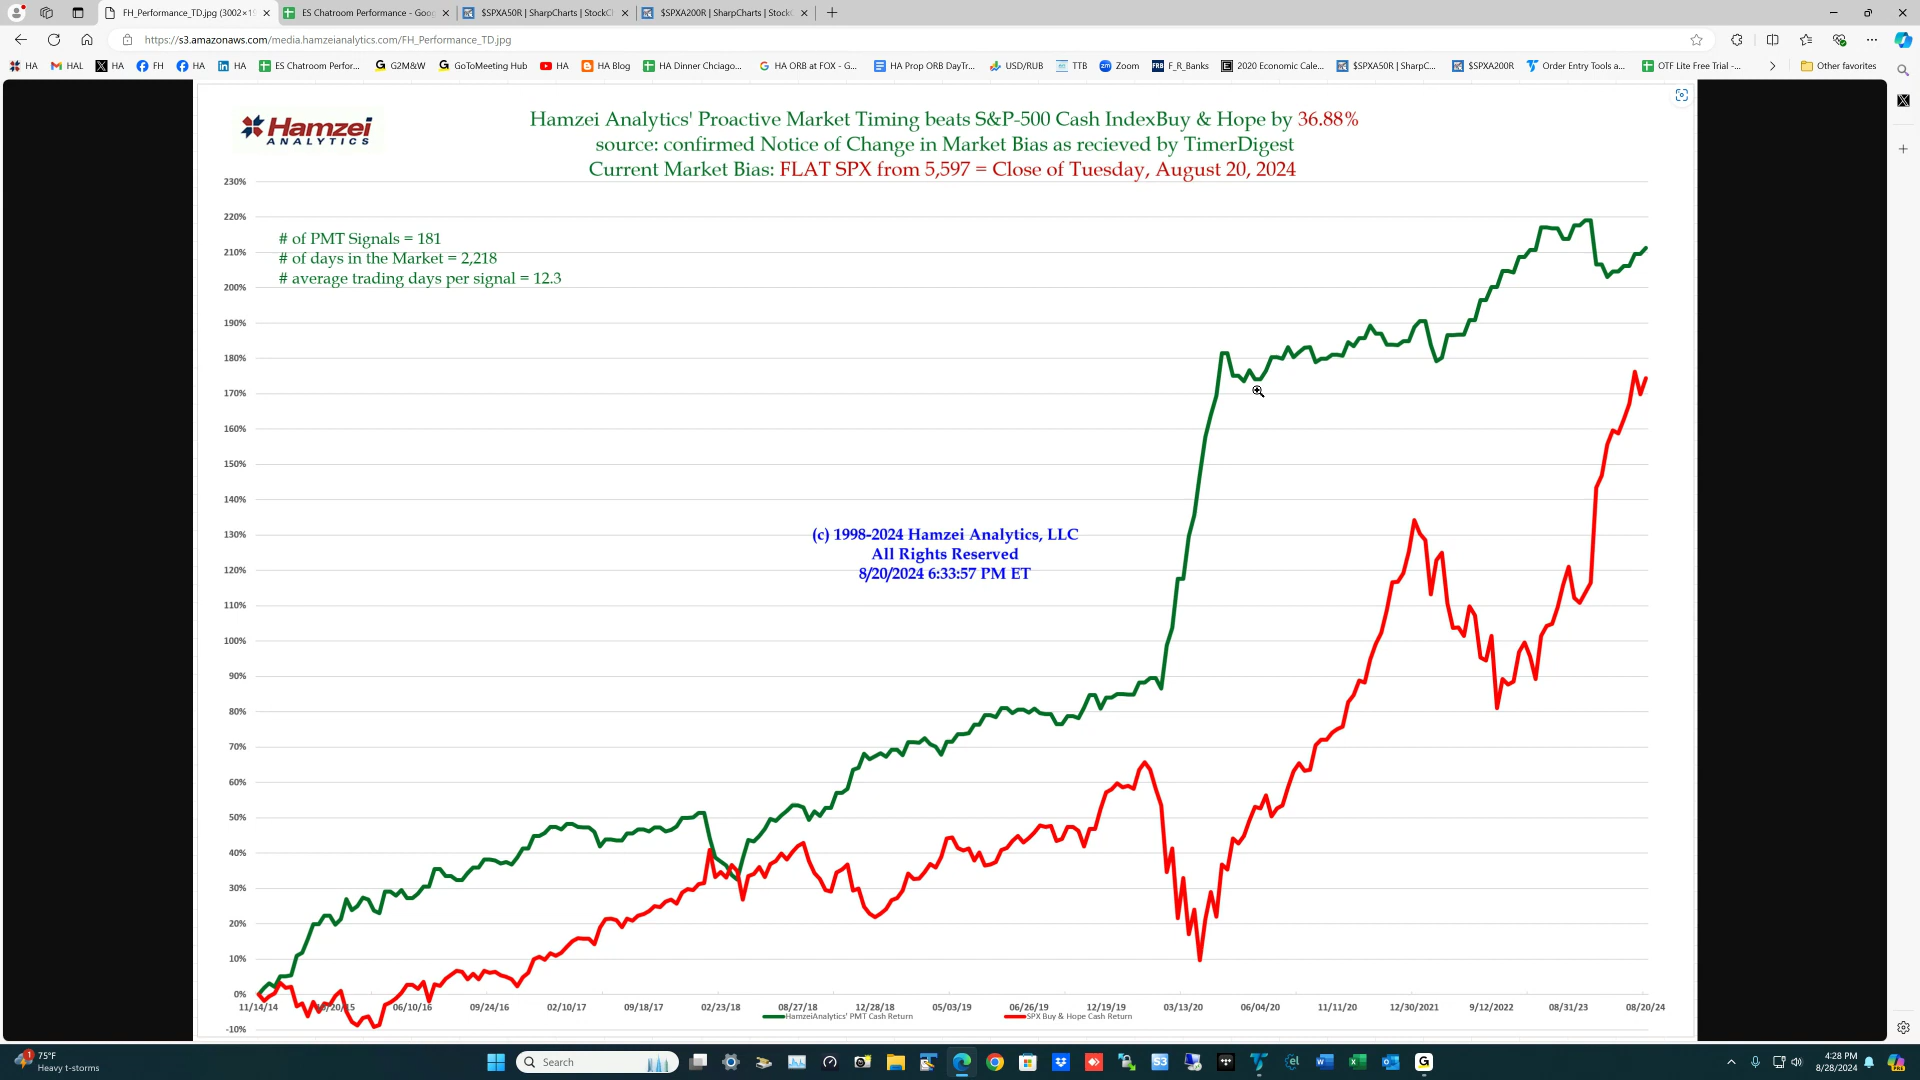 FH_Performance_TD.jpg (3002×1
ES Chatroom Performance - Goo
$SPXA50R | SharpCharts | StockC
$SPXA200R | SharpCharts | StockC
https://s3.amazonaws.com/media.hamzeianalytics.com/FH_Performance_TD.jpg
HA
HAL
HA
FH
HA
HA
ES Chatroom Perfor...
G2M&W
GoToMeeting Hub
HA
HA Blog
HA Dinner Chciago...
HA ORB at FOX - G...
HA Prop ORB DayTr...
USD/RUB
TTB
Zoom
F_R_Banks
2020 Economic Cale...
$SPXA50R | SharpC...
$SPXA200R
Order Entry Tools a...
OTF Lite Free Trial -...
Other favorites
Hamzei
ANALYTICS
Hamzei Analytics' Proactive Market Timing beats S&P-500 Cash IndexBuy & Hope by 36.88%
source: confirmed Notice of Change in Market Bias as recieved by TimerDigest
Current Market Bias: FLAT SPX from 5,597 = Close of Tuesday, August 20, 2024
# of PMT Signals = 181
# of days in the Market = 2,218
# average trading days per signal = 12.3
230%
220%
210%
200%
190%
180%
170%
160%
150%
140%
130%
120%
110%
100%
90%
80%
70%
60%
50%
40%
30%
20%
10%
0%
-10%
(c) 1998-2024 Hamzei Analytics, LLC
All Rights Reserved
8/20/2024 6:33:57 PM ET
11/14/14 10/20/15 06/10/16 09/24/16 02/10/17 09/18/17 02/23/18 08/27/18 12/28/18 05/03/19 06/26/19 12/19/19 03/13/20 06/04/20 11/11/20 12/30/2021 9/12/2022 08/31/23 08/20/24
HamzeiAnalytics' PMT Cash Return
SPX Buy & Hope Cash Return
75°F
Heavy t-storms
Search
4:28 PM
8/28/2024